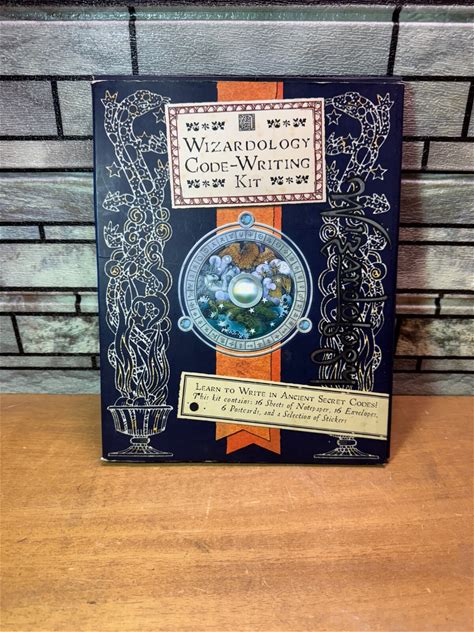 Wizardology
Code-Writing
Kit
Wizardology
Learn to Write in Ancient Secret Codes!
This kit contains: 16 Sheets of Notepaper, 16 Envelopes,
6 Postcards, and a Selection of Stickers